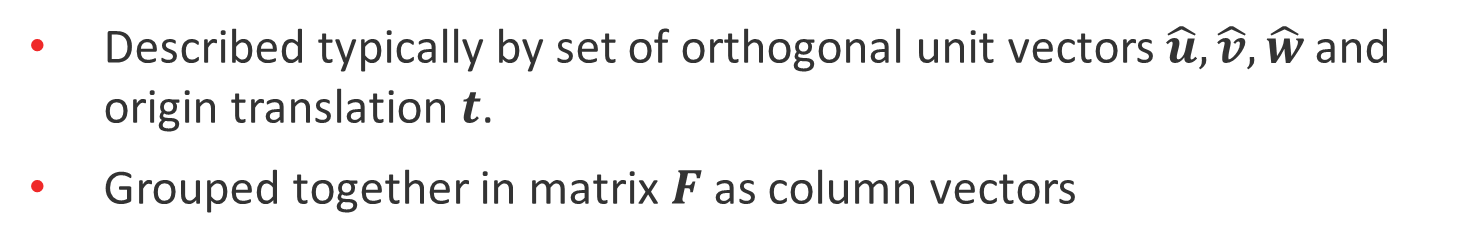 • Described typically by set of orthogonal unit vectors û, v̂, ŵ and
origin translation t.
• Grouped together in matrix F as column vectors